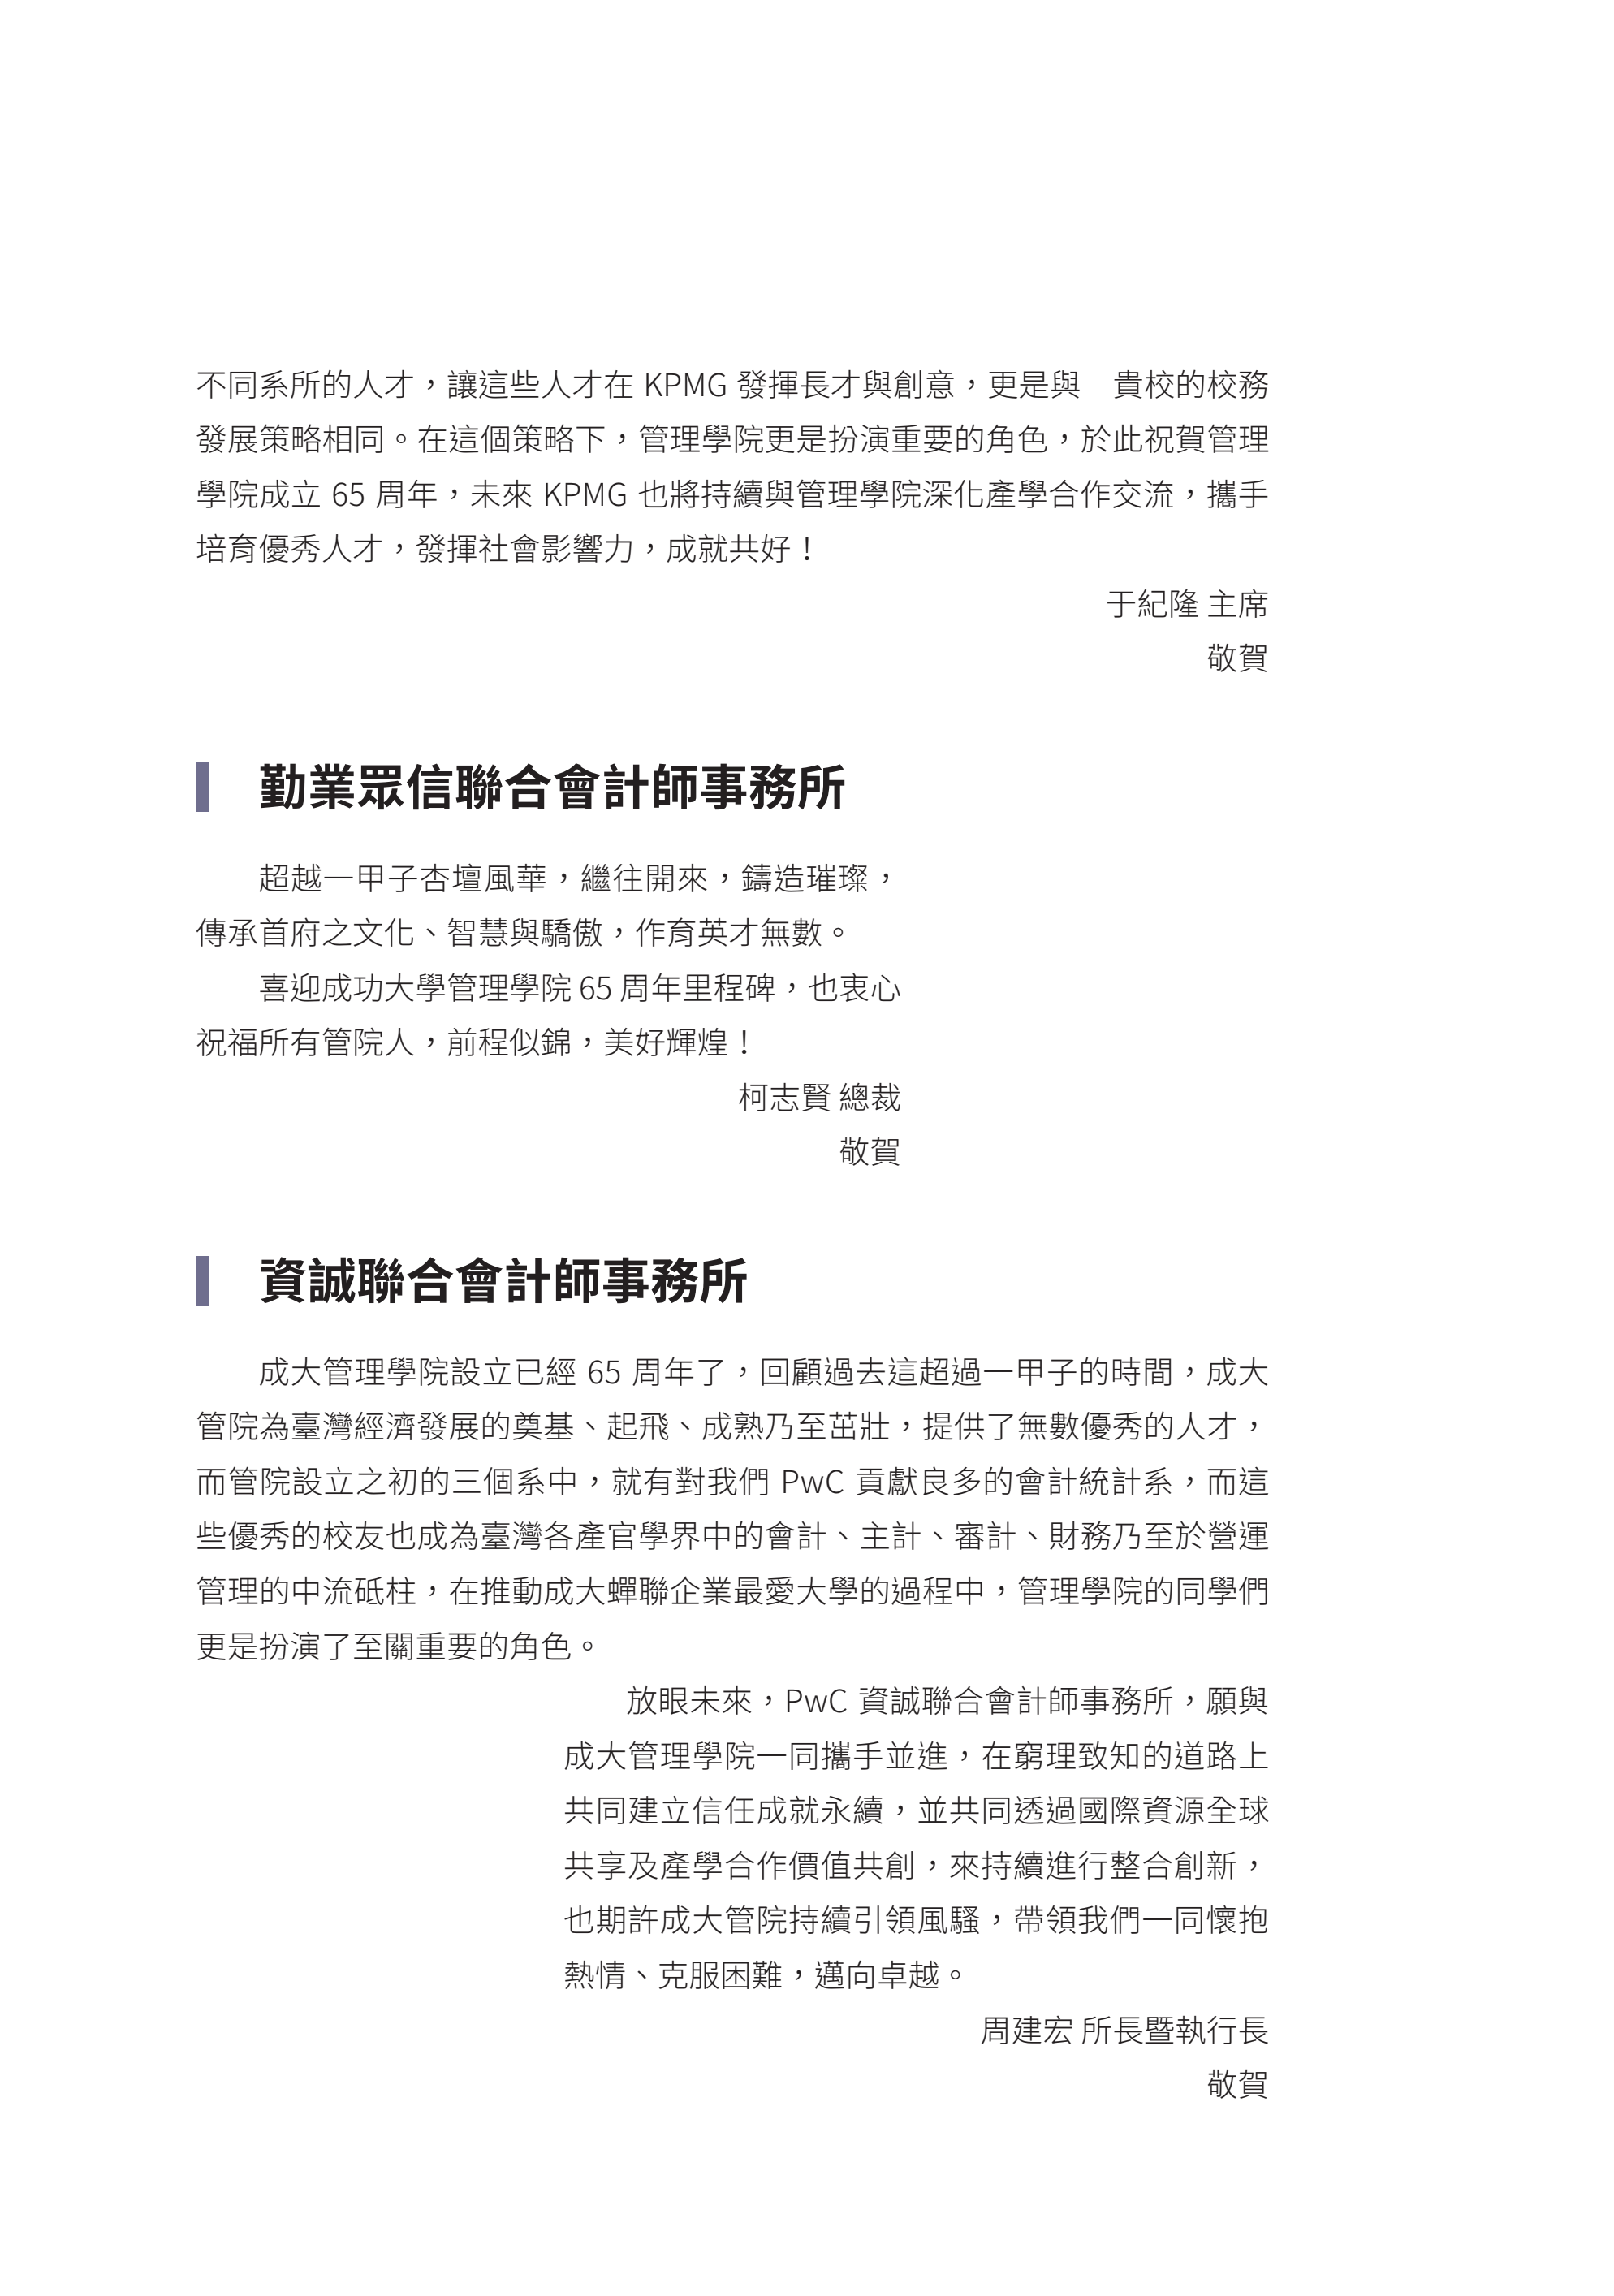 不同系所的人才，讓這些人才在 KPMG 發揮長才與創意，更是與　貴校的校務
發展策略相同。在這個策略下，管理學院更是扮演重要的角色，於此祝賀管理
學院成立 65 周年，未來 KPMG 也將持續與管理學院深化產學合作交流，攜手
培育優秀人才，發揮社會影響力，成就共好！
于紀隆 主席
敬賀
勤業眾信聯合會計師事務所
超越一甲子杏壇風華，繼往開來，鑄造璀璨，
傳承首府之文化、智慧與驕傲，作育英才無數。
喜迎成功大學管理學院 65 周年里程碑，也衷心
祝福所有管院人，前程似錦，美好輝煌！
柯志賢 總裁
敬賀
資誠聯合會計師事務所
成大管理學院設立已經 65 周年了，回顧過去這超過一甲子的時間，成大
管院為臺灣經濟發展的奠基、起飛、成熟乃至茁壯，提供了無數優秀的人才，
而管院設立之初的三個系中，就有對我們 PwC 貢獻良多的會計統計系，而這
些優秀的校友也成為臺灣各產官學界中的會計、主計、審計、財務乃至於營運
管理的中流砥柱，在推動成大蟬聯企業最愛大學的過程中，管理學院的同學們
更是扮演了至關重要的角色。
放眼未來，PwC 資誠聯合會計師事務所，願與
成大管理學院一同攜手並進，在窮理致知的道路上
共同建立信任成就永續，並共同透過國際資源全球
共享及產學合作價值共創，來持續進行整合創新，
也期許成大管院持續引領風騷，帶領我們一同懷抱
熱情、克服困難，邁向卓越。
周建宏 所長暨執行長
敬賀